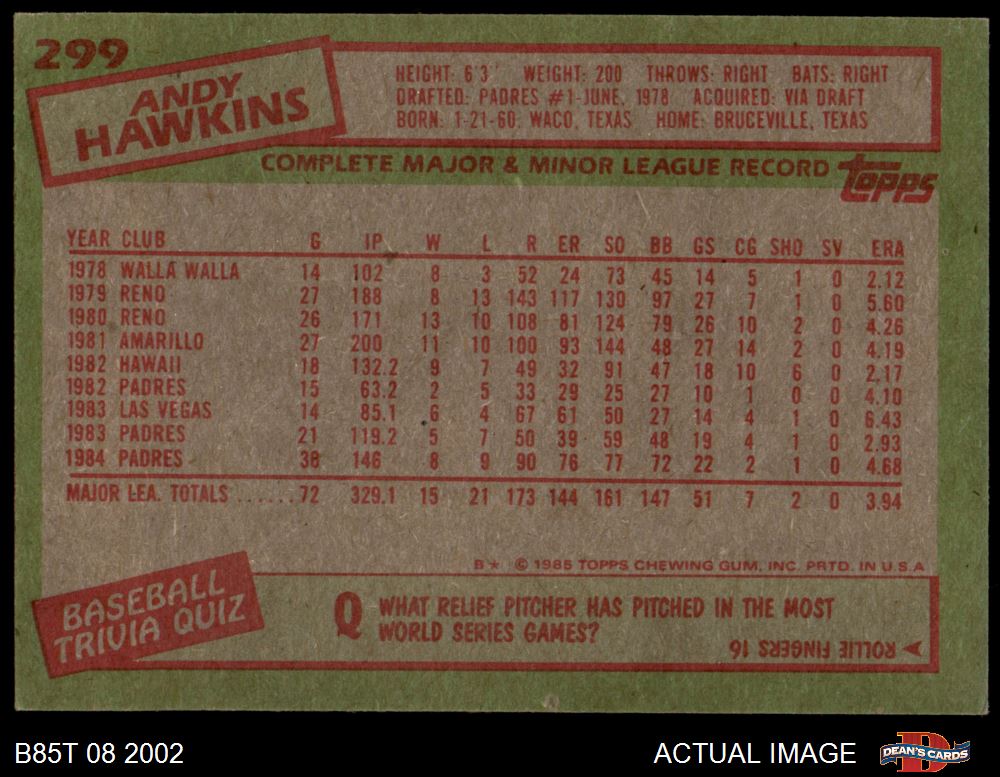 299
ANDY
HAWKINS
HEIGHT: 6'3" WEIGHT: 200 THROWS: RIGHT BATS: RIGHT
DRAFTED: PADRES #1-JUNE, 1978 ACQUIRED: VIA DRAFT
BORN: 1-21-60, WACO, TEXAS HOME: BRUCEVILLE, TEXAS
COMPLETE MAJOR & MINOR LEAGUE RECORD topps
YEAR CLUB G IP W L R ER SO BB GS CG SHO SV ERA
1978 WALLA WALLA 14 102 8 3 52 24 73 45 14 5 1 0 2.12
1979 RENO 27 188 8 13 143 117 130 97 27 7 1 0 5.60
1980 RENO 26 171 13 10 108 81 124 79 26 10 2 0 4.26
1981 AMARILLO 27 200 11 10 100 93 144 48 27 14 2 0 4.19
1982 HAWAII 18 132.2 9 7 49 32 91 47 18 10 6 0 2.17
1982 PADRES 15 63.2 2 5 33 29 25 27 10 1 0 0 4.10
1983 LAS VEGAS 14 85.1 6 4 67 61 50 27 14 4 1 0 6.43
1983 PADRES 21 119.2 5 7 50 39 59 48 19 4 1 0 2.93
1984 PADRES 38 146 8 9 90 76 77 72 22 2 1 0 4.68
MAJOR LEA. TOTALS ......72 329.1 15 21 173 144 161 147 51 7 2 0 3.94
B* © 1985 TOPPS CHEWING GUM, INC. PRTD. IN U.S.A
BASEBALL
TRIVIA QUIZ
Q WHAT RELIEF PITCHER HAS PITCHED IN THE MOST
WORLD SERIES GAMES?
ROLLIE FINGERS 16
B85T 08 2002 ACTUAL IMAGE DEAN'S CARDS